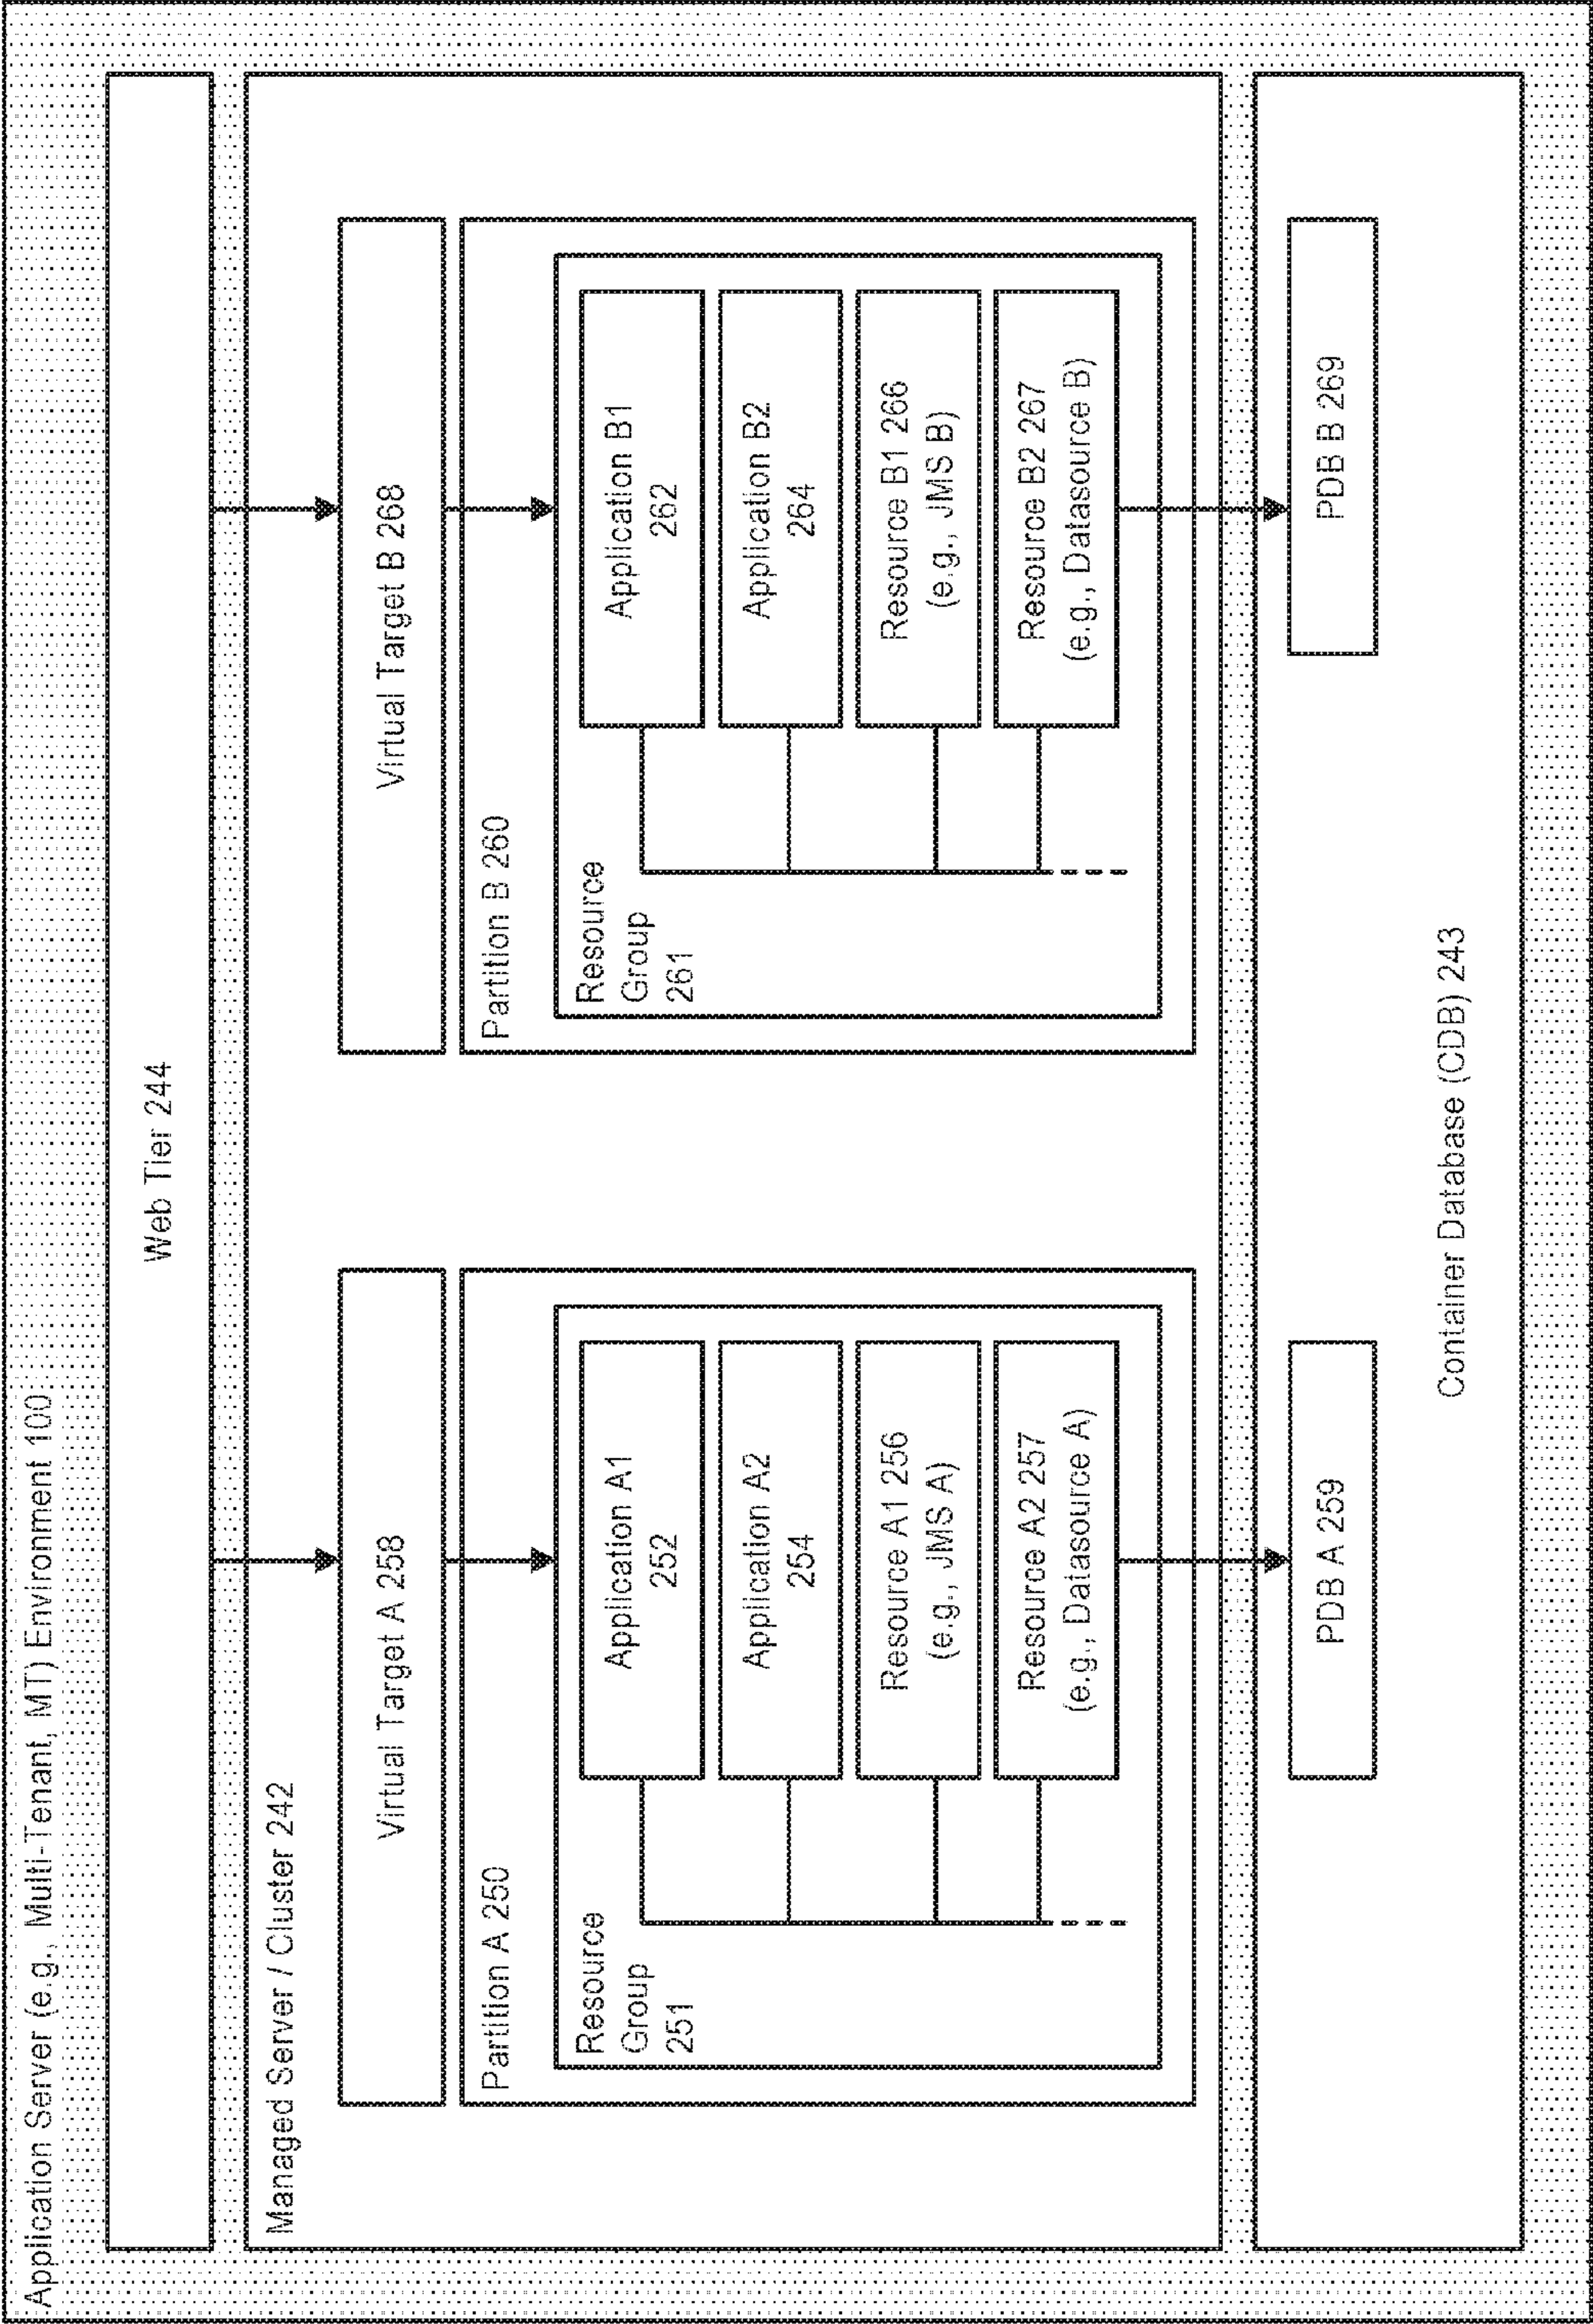 Application Server (e.g., Multi-Tenant, MT) Environment 100
Web Tier 244
Managed Server / Cluster 242
Virtual Target A 258
Partition A 250
Resource
Group
251
Application A1
252
Application A2
254
Resource A1 256
(e.g., JMS A)
Resource A2 257
(e.g., Datasource A)
Virtual Target B 268
Partition B 260
Resource
Group
261
Application B1
262
Application B2
264
Resource B1 266
(e.g., JMS B)
Resource B2 267
(e.g., Datasource B)
PDB A 259
PDB B 269
Container Database (CDB) 243